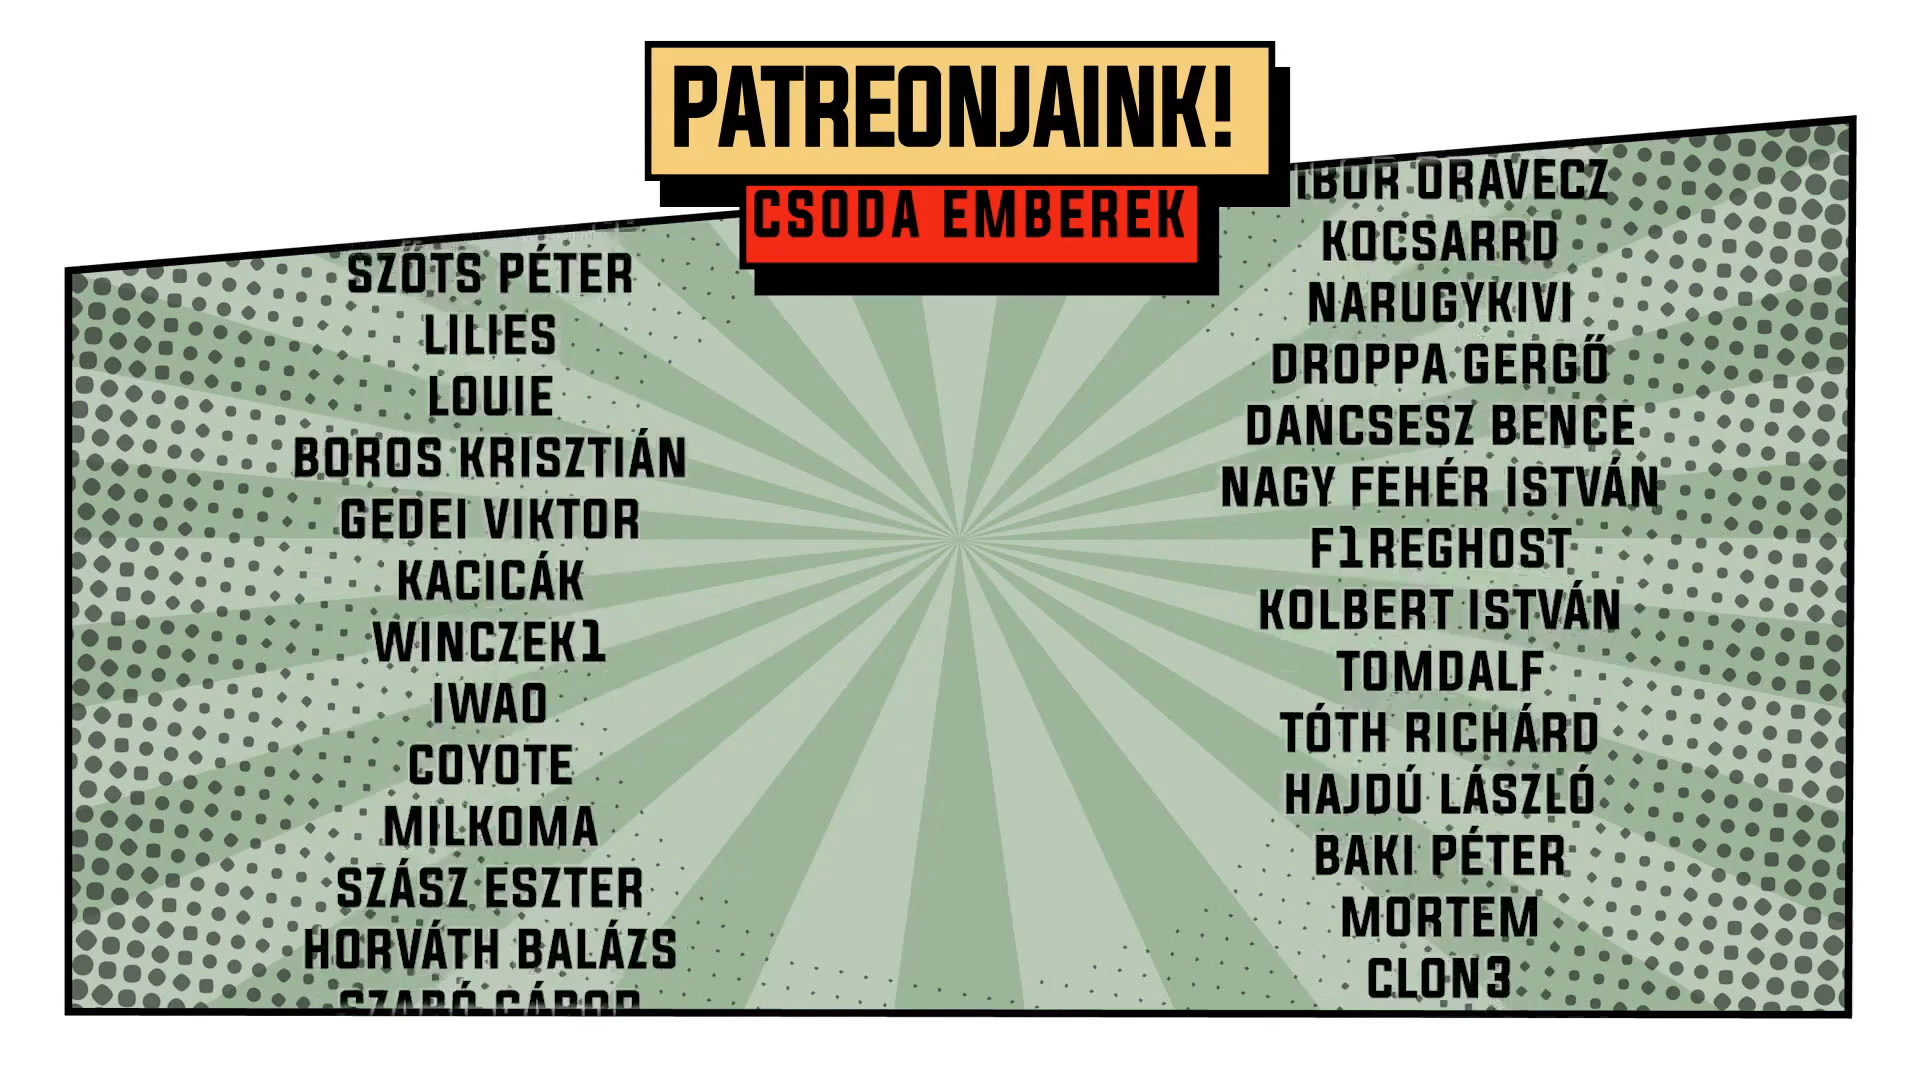 PATREONJAINK!
CSODA EMBEREK
SZŐTS PÉTER
LILIES
LOUIE
BOROS KRISZTIÁN
GEDEI VIKTOR
KACICÁK
WINCZEK1
IWAO
COYOTE
MILKOMA
SZÁSZ ESZTER
HORVÁTH BALÁZS
SZABÓ GÁBOR
ORAVECZ
KOCSARRD
NARUGYKIVI
DROPPA GERGŐ
DANCSESZ BENCE
NAGY FEHÉR ISTVÁN
F1REGHOST
KOLBERT ISTVÁN
TOMDALF
TÓTH RICHÁRD
HAJDÚ LÁSZLÓ
BAKI PÉTER
MORTEM
CLON3